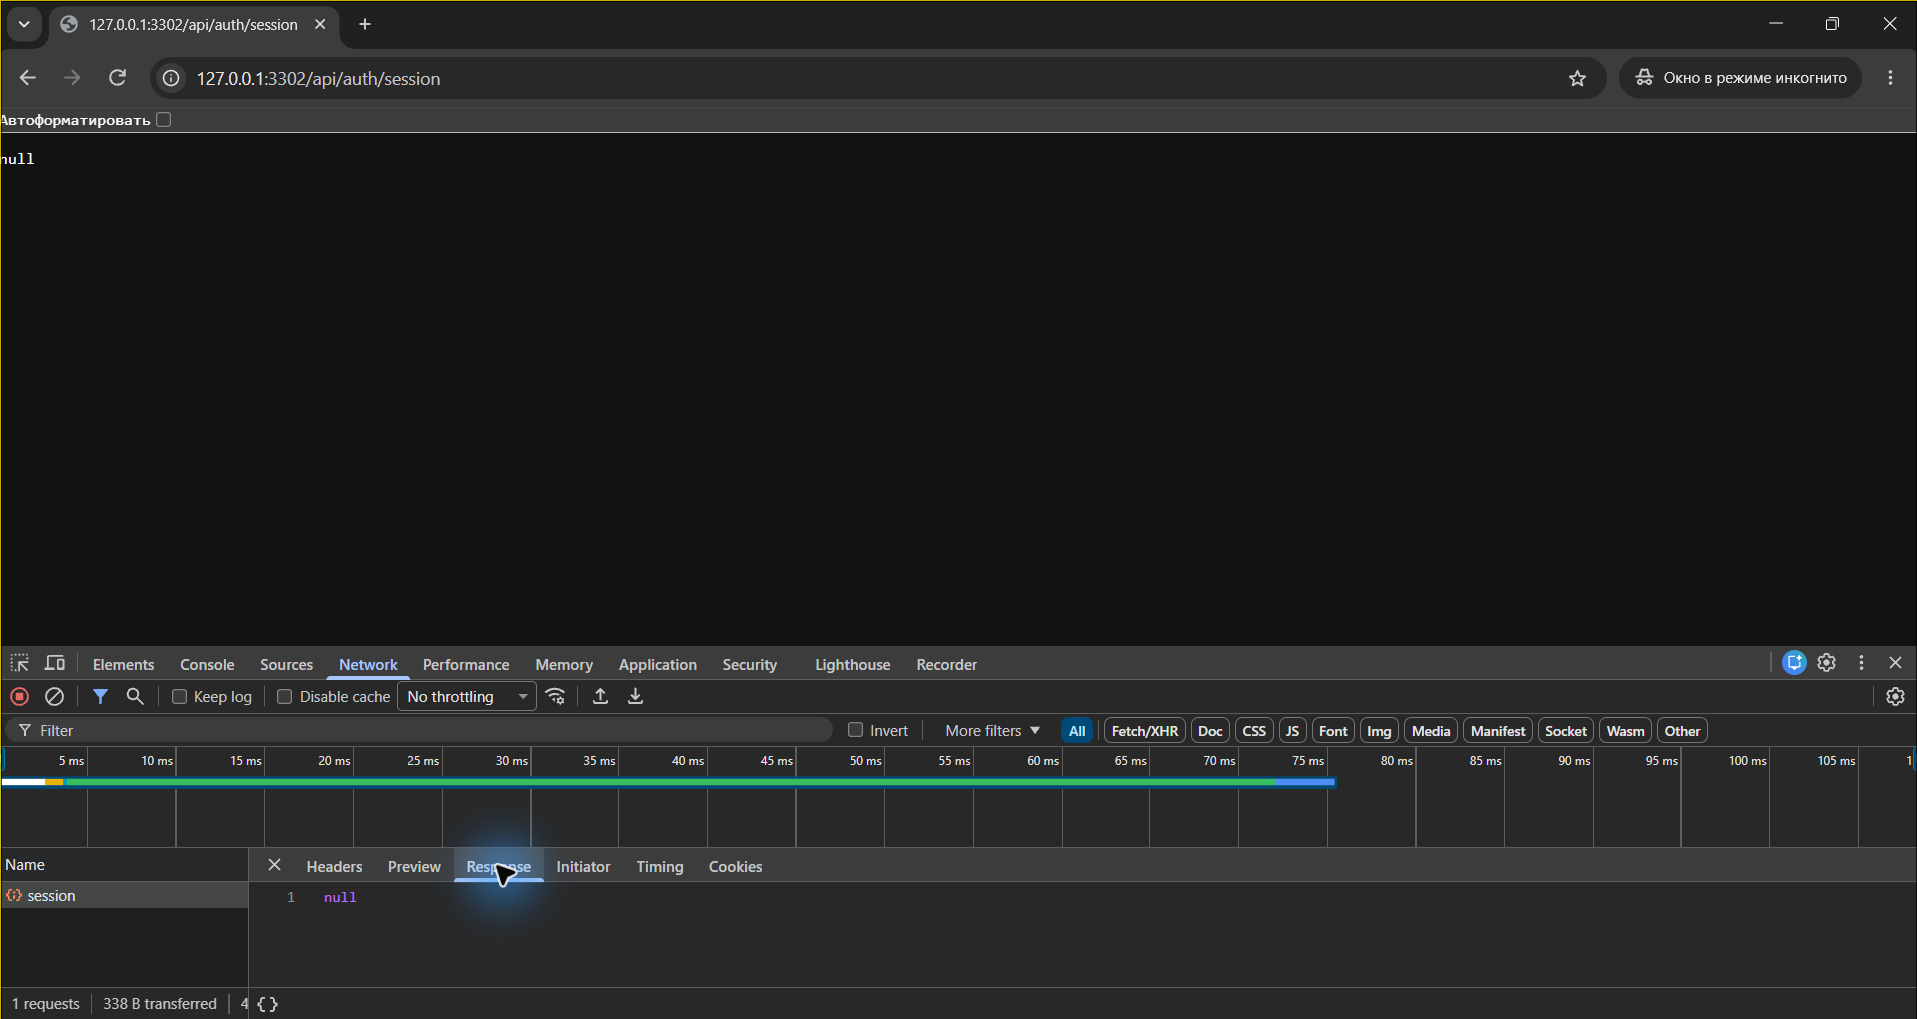 127.0.0.1:3302/api/auth/session
127.0.0.1:3302/api/auth/session
Окно в режиме инкогнито
Автоформатировать
null
Elements Console Sources Network Performance Memory Application Security Lighthouse Recorder
Keep log Disable cache No throttling
Filter Invert More filters All Fetch/XHR Doc CSS JS Font Img Media Manifest Socket Wasm Other
5 ms 10 ms 15 ms 20 ms 25 ms 30 ms 35 ms 40 ms 45 ms 50 ms 55 ms 60 ms 65 ms 70 ms 75 ms 80 ms 85 ms 90 ms 95 ms 100 ms 105 ms 1
Name Headers Preview Response Initiator Timing Cookies
session
1 null
1 requests 338 B transferred 4 {}